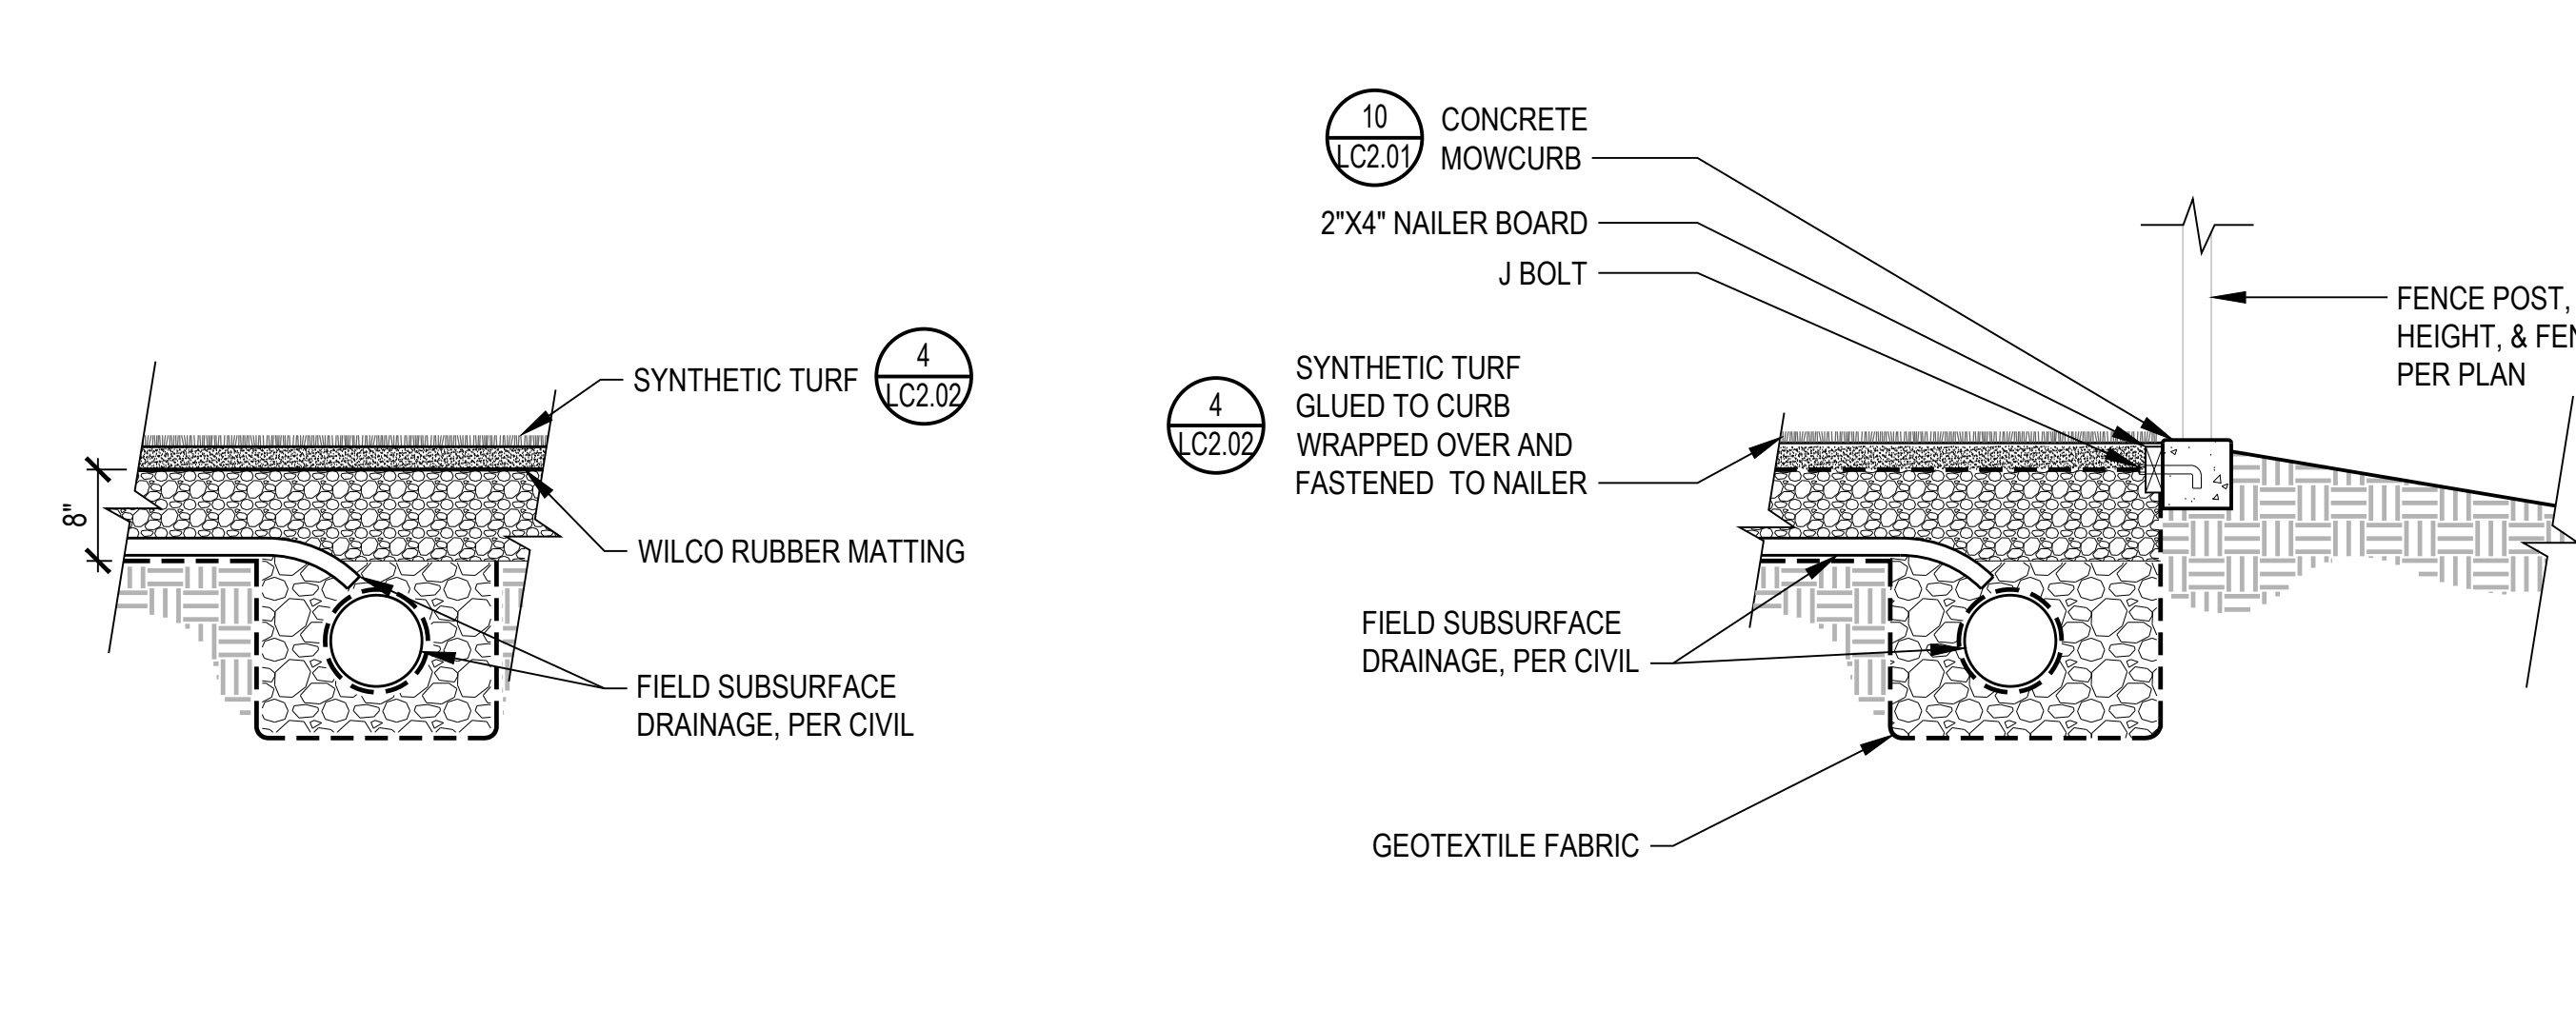 SYNTHETIC TURF
4
LC2.02
8"
WILCO RUBBER MATTING
FIELD SUBSURFACE
DRAINAGE, PER CIVIL
10
LC2.01
CONCRETE
MOWCURB
2"X4" NAILER BOARD
J BOLT
4
LC2.02
SYNTHETIC TURF
GLUED TO CURB
WRAPPED OVER AND
FASTENED TO NAILER
FIELD SUBSURFACE
DRAINAGE, PER CIVIL
GEOTEXTILE FABRIC
FENCE POST,
HEIGHT, &
PER PLAN